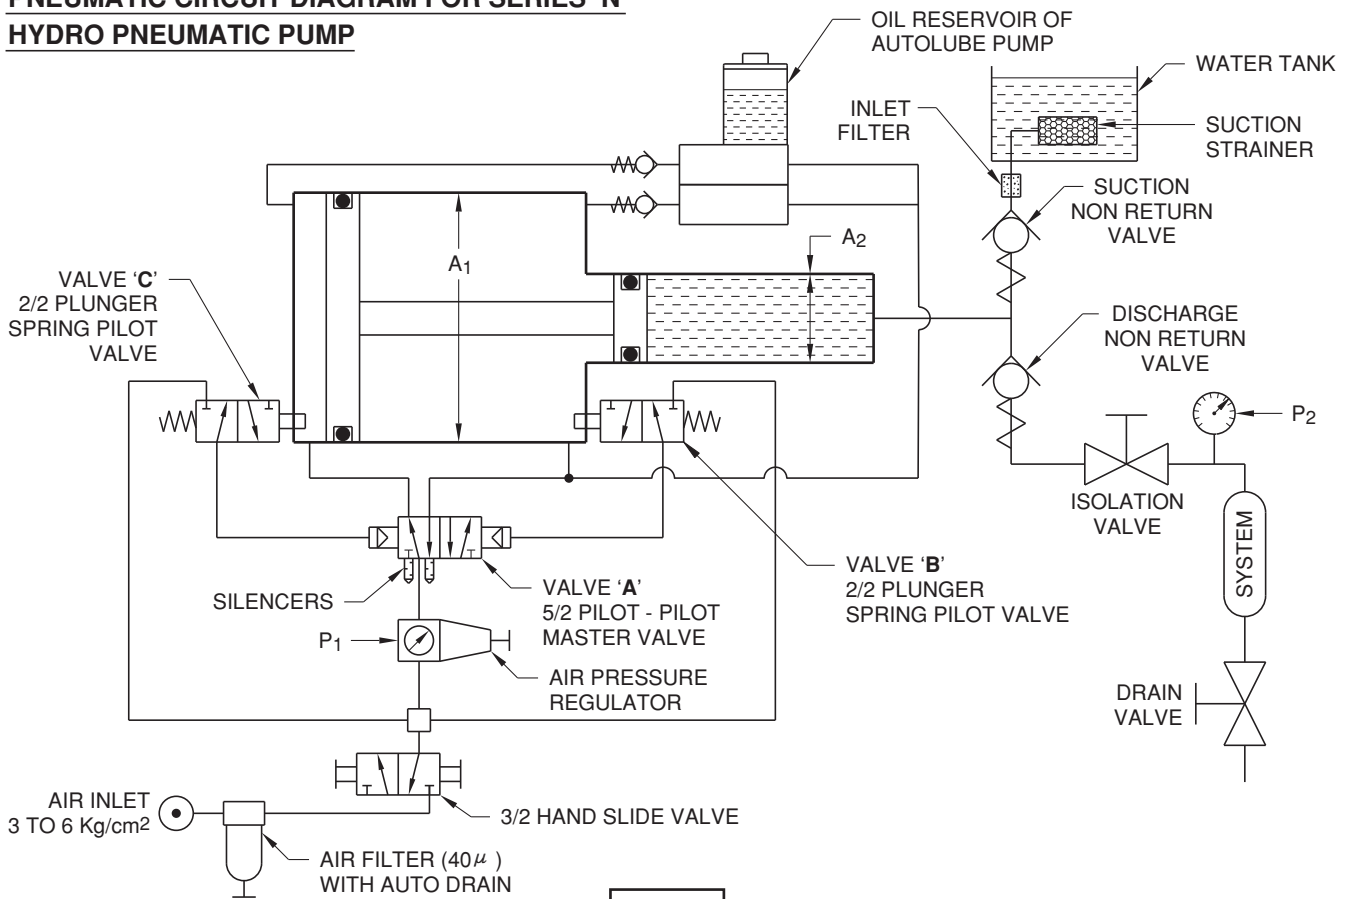 PNEUMATIC CIRCUIT DIAGRAM FOR SERIES 'N'
HYDRO PNEUMATIC PUMP
OIL RESERVOIR OF
AUTOLUBE PUMP
WATER TANK
INLET
FILTER
SUCTION
STRAINER
SUCTION
NON RETURN
VALVE
A2
A1
VALVE ‘C’
2/2 PLUNGER
SPRING PILOT
VALVE
DISCHARGE
NON RETURN
VALVE
P2
ISOLATION
VALVE
SYSTEM
SILENCERS
VALVE ‘A’
5/2 PILOT - PILOT
MASTER VALVE
VALVE ‘B’
2/2 PLUNGER
SPRING PILOT VALVE
P1
AIR PRESSURE
REGULATOR
DRAIN
VALVE
AIR INLET
3 TO 6 Kg/cm2
3/2 HAND SLIDE VALVE
AIR FILTER (40μ )
WITH AUTO DRAIN